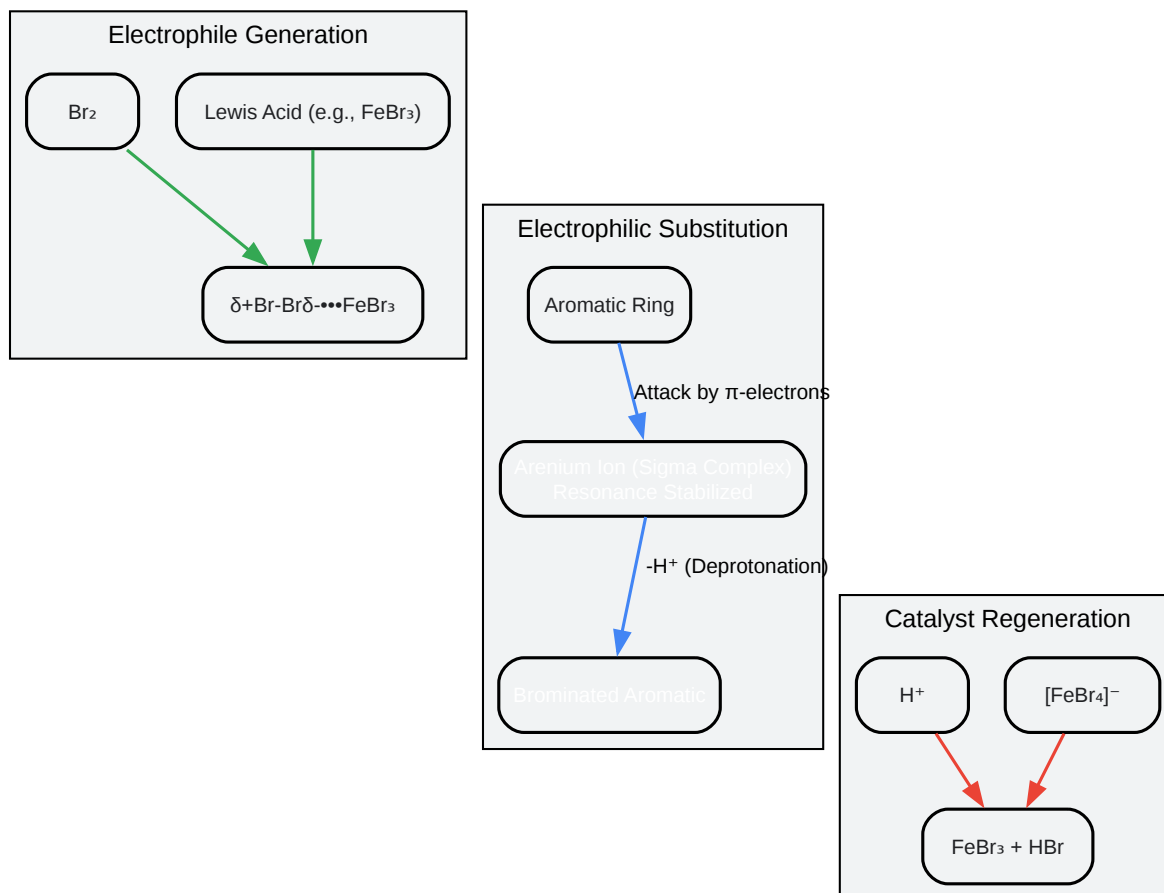 Electrophile Generation
Br₂
Lewis Acid (e.g., FeBr₃)
δ+Br-Brδ-•••FeBr₃
Electrophilic Substitution
Aromatic Ring
Attack by π-electrons
Arenium Ion (Sigma Complex)
Resonance Stabilized
-H⁺ (Deprotonation)
Brominated Aromatic
Catalyst Regeneration
H⁺
[FeBr₄]⁻
FeBr₃ + HBr